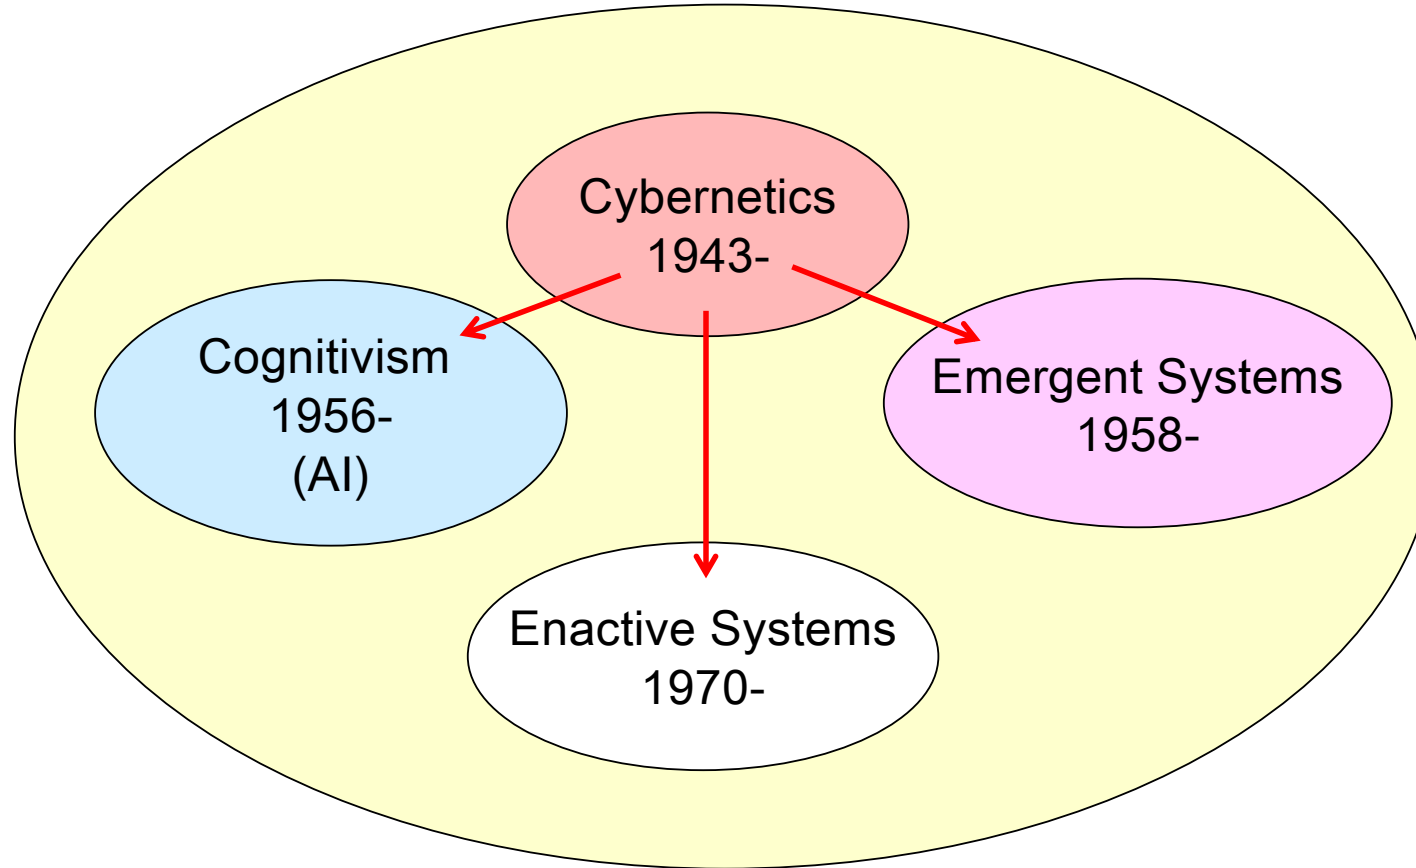 Cybernetics
1943-
Cognitivism
1956-
(AI)
Emergent Systems
1958-
Enactive Systems
1970-